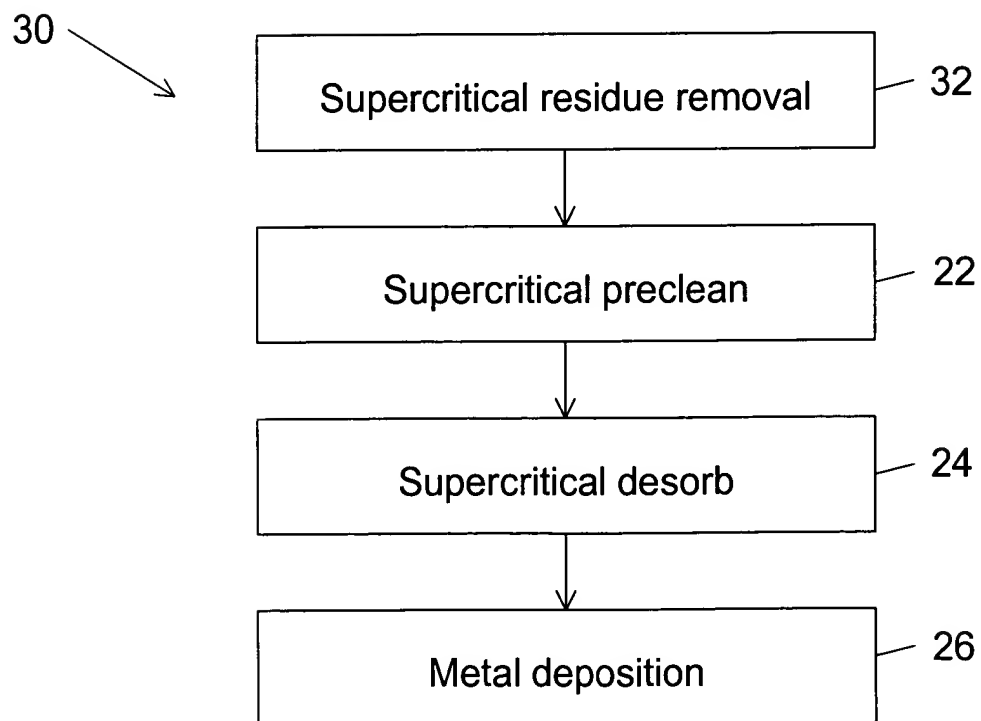 30
Supercritical residue removal
32
Supercritical preclean
22
Supercritical desorb
24
Metal deposition
26